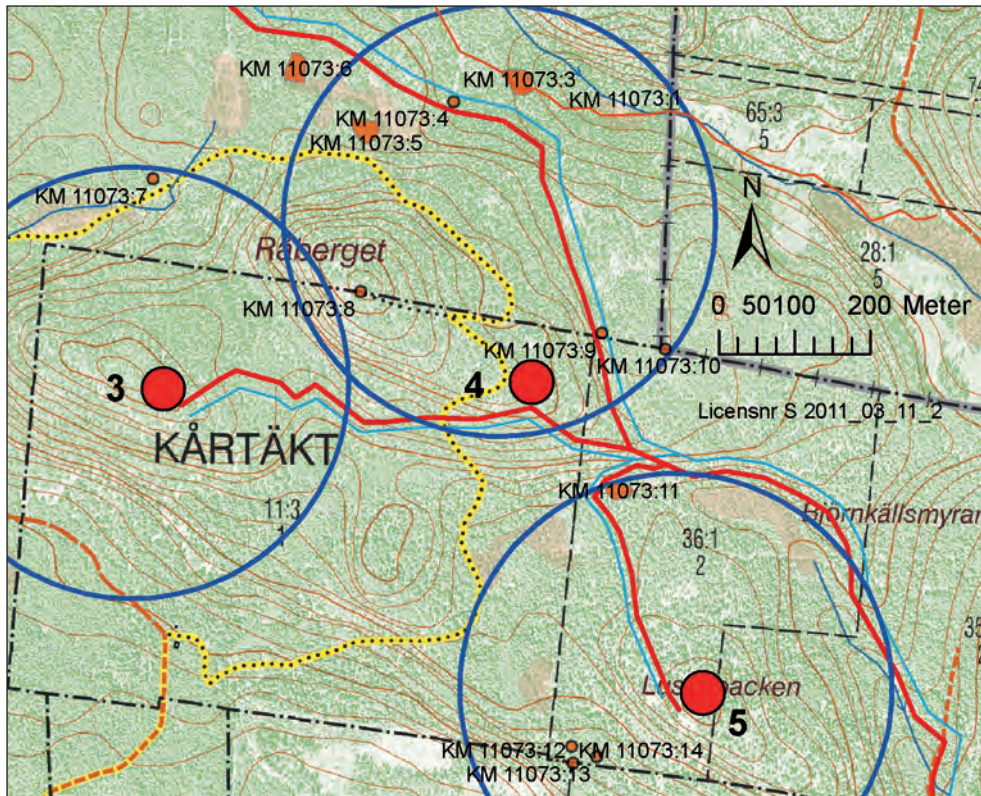 KM 11073:6
KM 11073:3
KM 11073:1
KM 11073:4
KM 11073:5
65:3
5
KM 11073:7
N
Råberget
28:1
5
KM 11073:8
0 50100 200 Meter
KM 11073:9
KM 11073:10
3
4
Licensnr S 2011_03_11_2
KÅRTÄKT
KM 11073:11
11:3
1
Björnkällsmyran
36:1
2
5
KM 11073:12
KM 11073:14
KM 11073:13